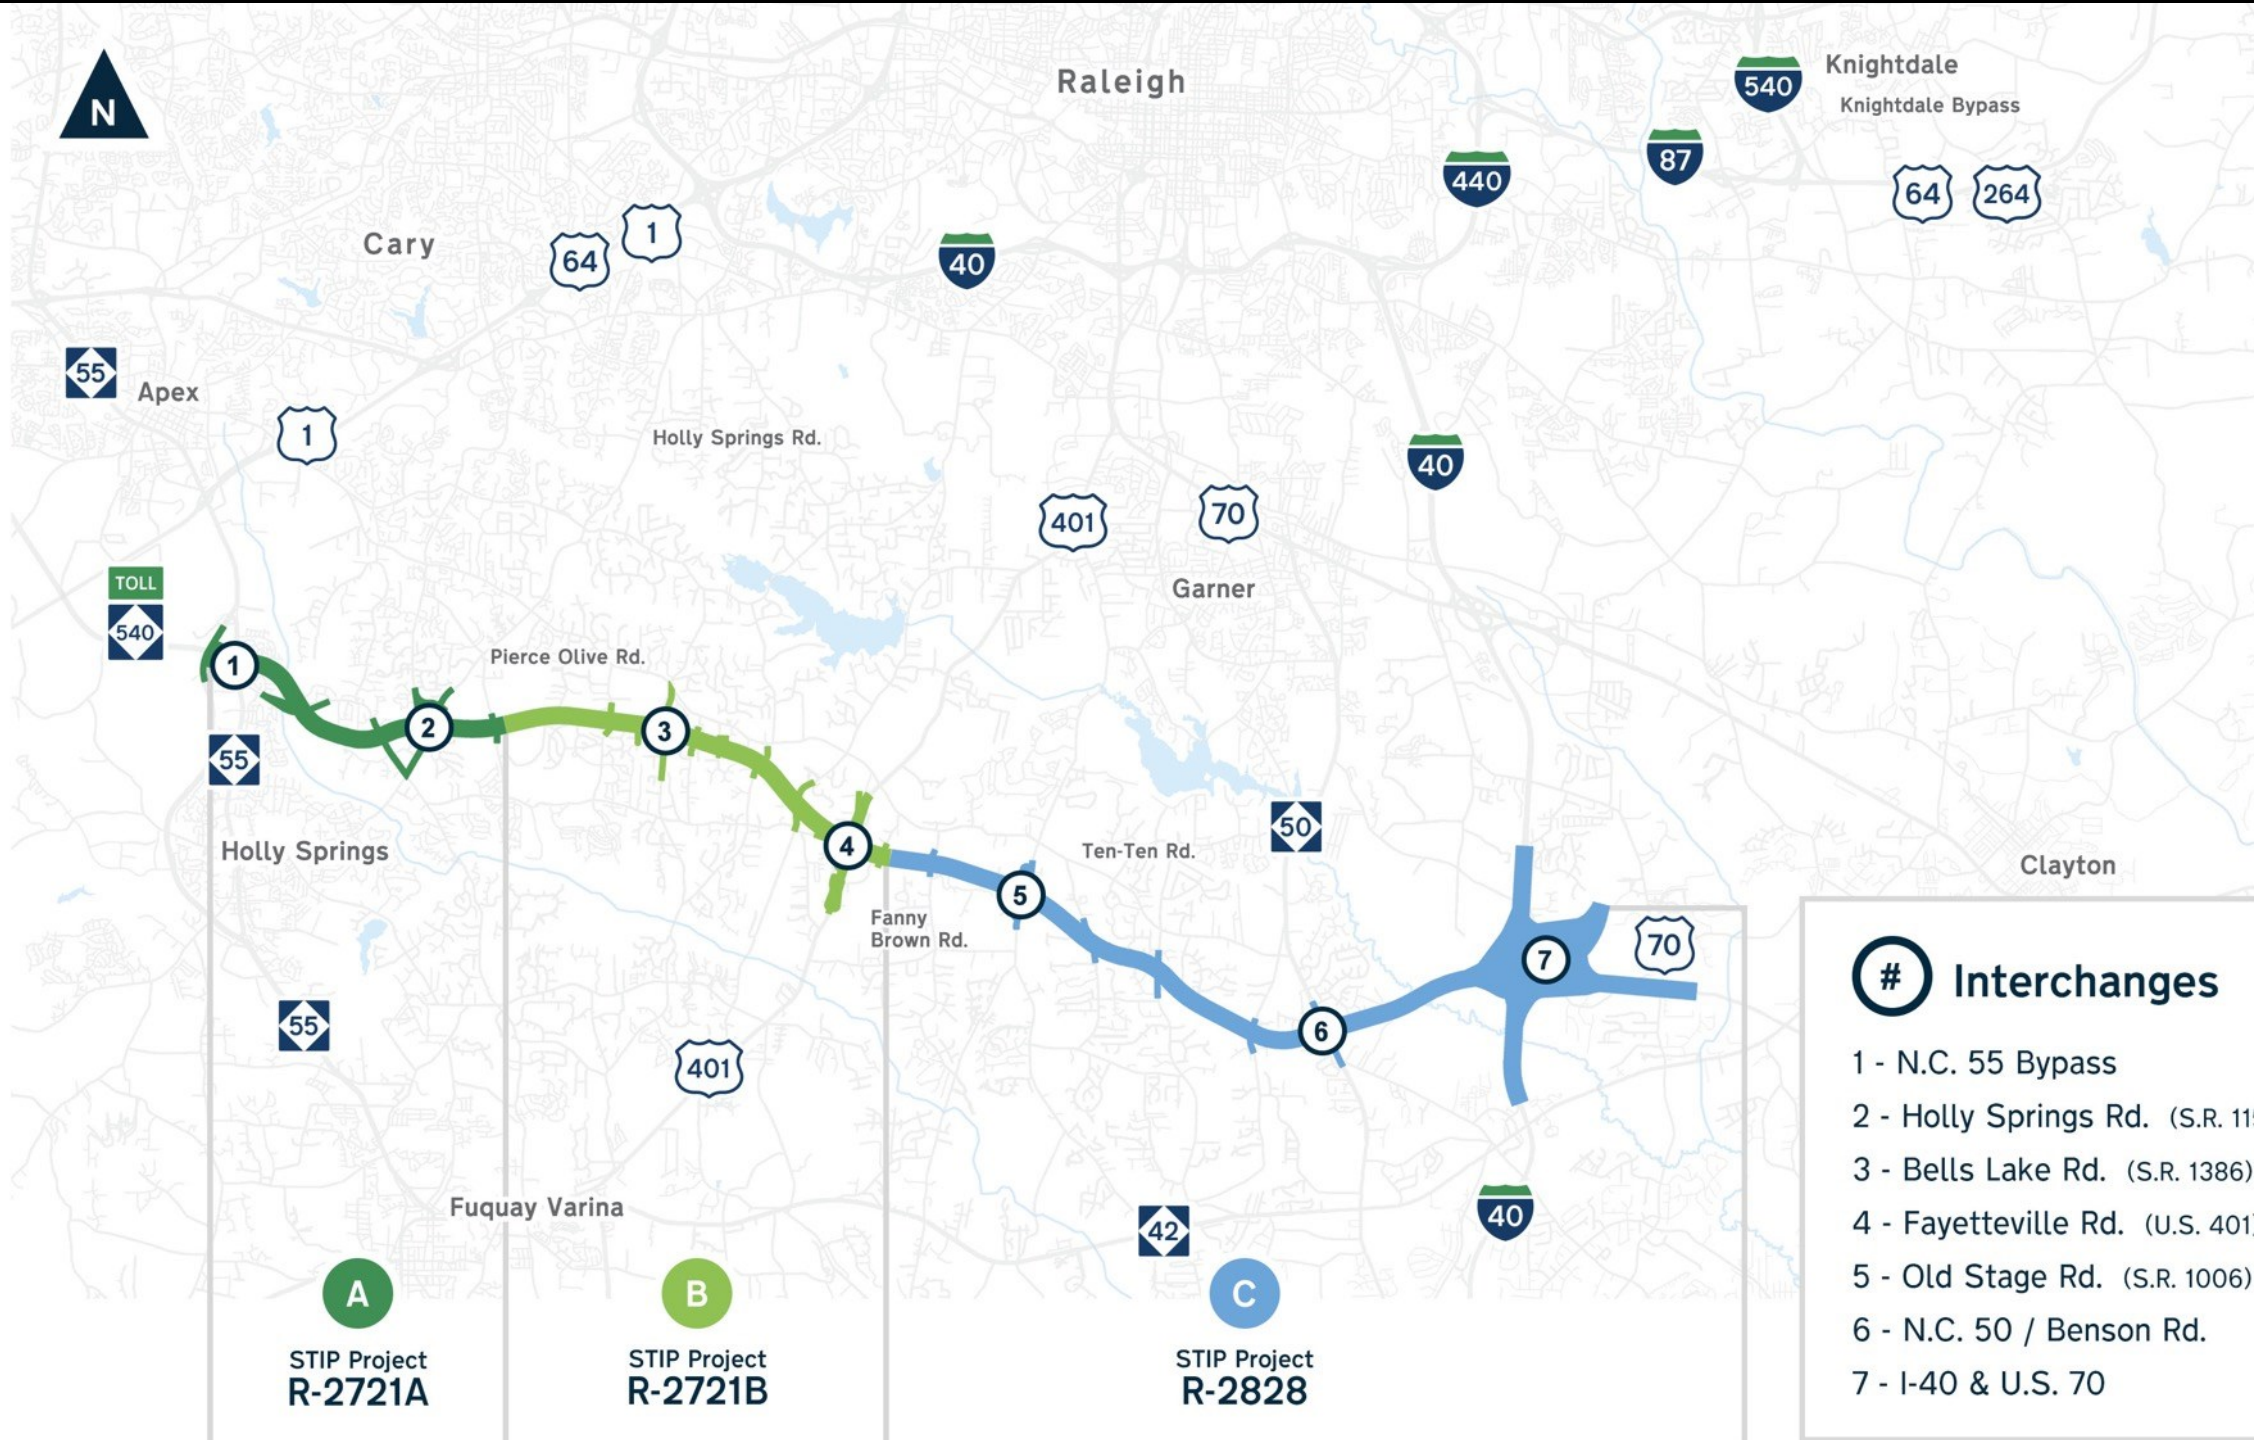 N
Raleigh
540
Knightdale
Knightdale Bypass
440
87
64
264
Cary
64
1
40
55
Apex
1
Holly Springs Rd.
40
401
70
Garner
TOLL
540
1
Pierce Olive Rd.
2
3
55
Holly Springs
4
Fanny
Brown Rd.
5
Ten-Ten Rd.
50
Clayton
6
7
70
55
401
Fuquay Varina
42
40
A
STIP Project
R-2721A
B
STIP Project
R-2721B
C
STIP Project
R-2828
# Interchanges
1 - N.C. 55 Bypass
2 - Holly Springs Rd. (S.R. 11
3 - Bells Lake Rd. (S.R. 1386)
4 - Fayetteville Rd. (U.S. 401)
5 - Old Stage Rd. (S.R. 1006)
6 - N.C. 50 / Benson Rd.
7 - I-40 & U.S. 70